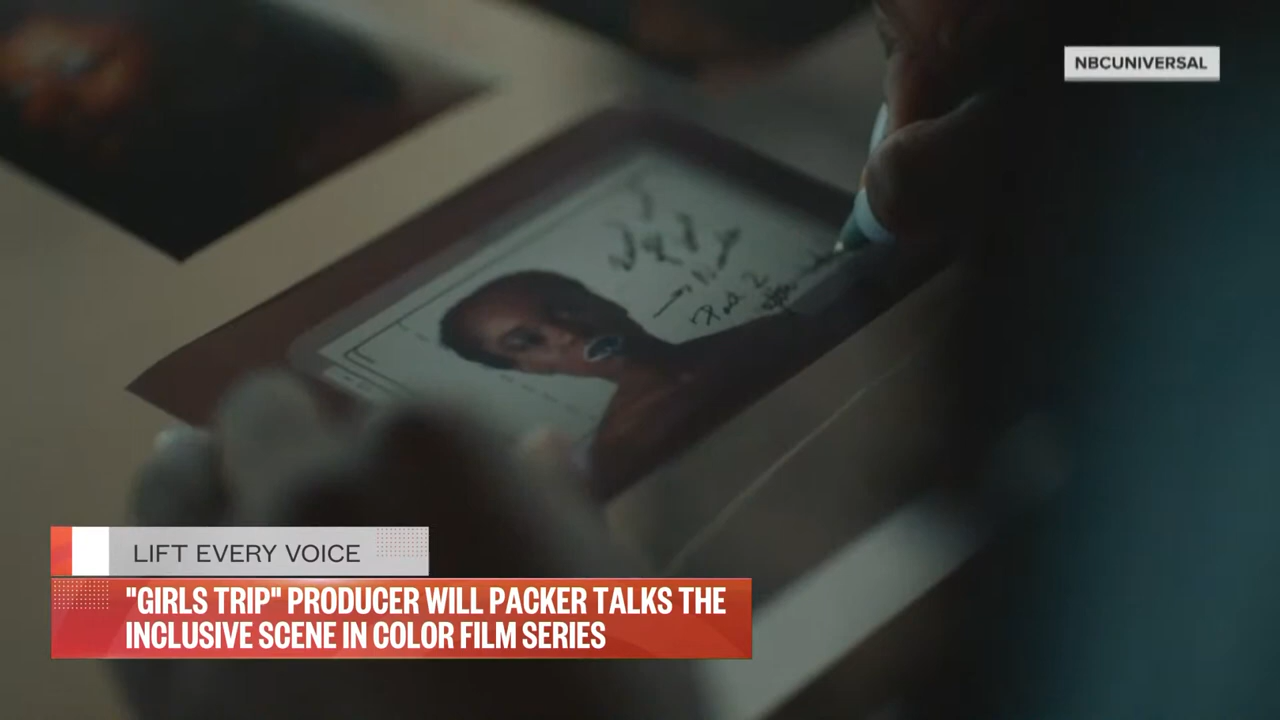 NBCUNIVERSAL
LIFT EVERY VOICE
"GIRLS TRIP" PRODUCER WILL PACKER TALKS THE
INCLUSIVE SCENE IN COLOR FILM SERIES